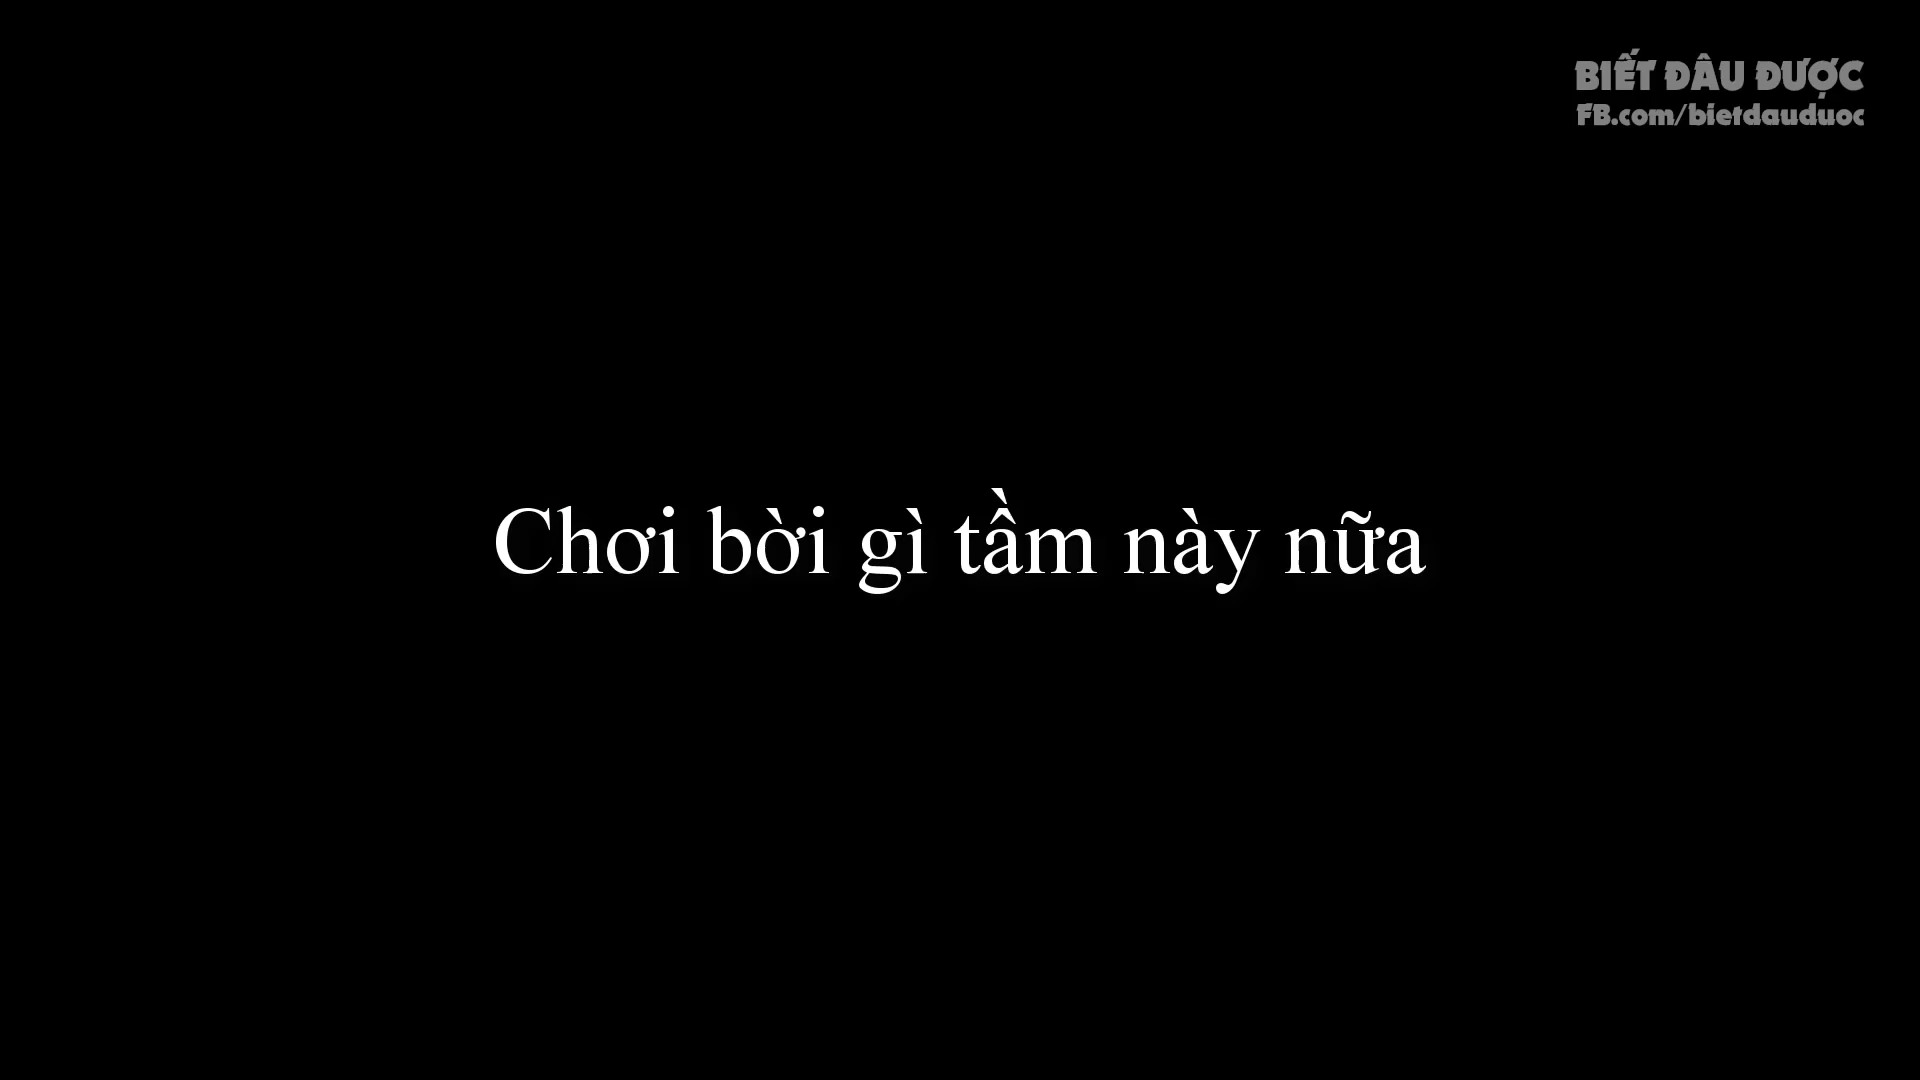 BIẾT ĐÂU ĐƯỢC
FB.com/bietdauduoc
Chơi bời gì tầm này nữa